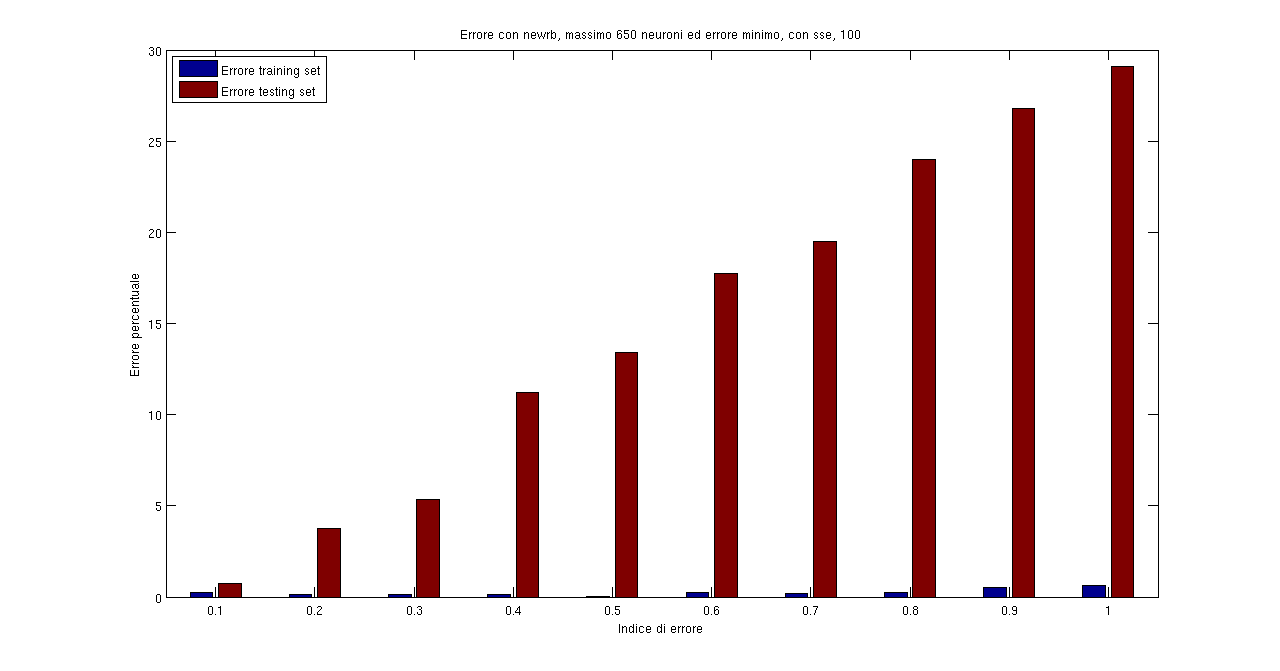 Errore con newrb, massimo 650 neuroni ed errore minimo, con sse, 100
Errore training set
Errore testing set
30
25
20
15
10
5
0
Errore percentuale
0.1 0.2 0.3 0.4 0.5 0.6 0.7 0.8 0.9 1
Indice di errore